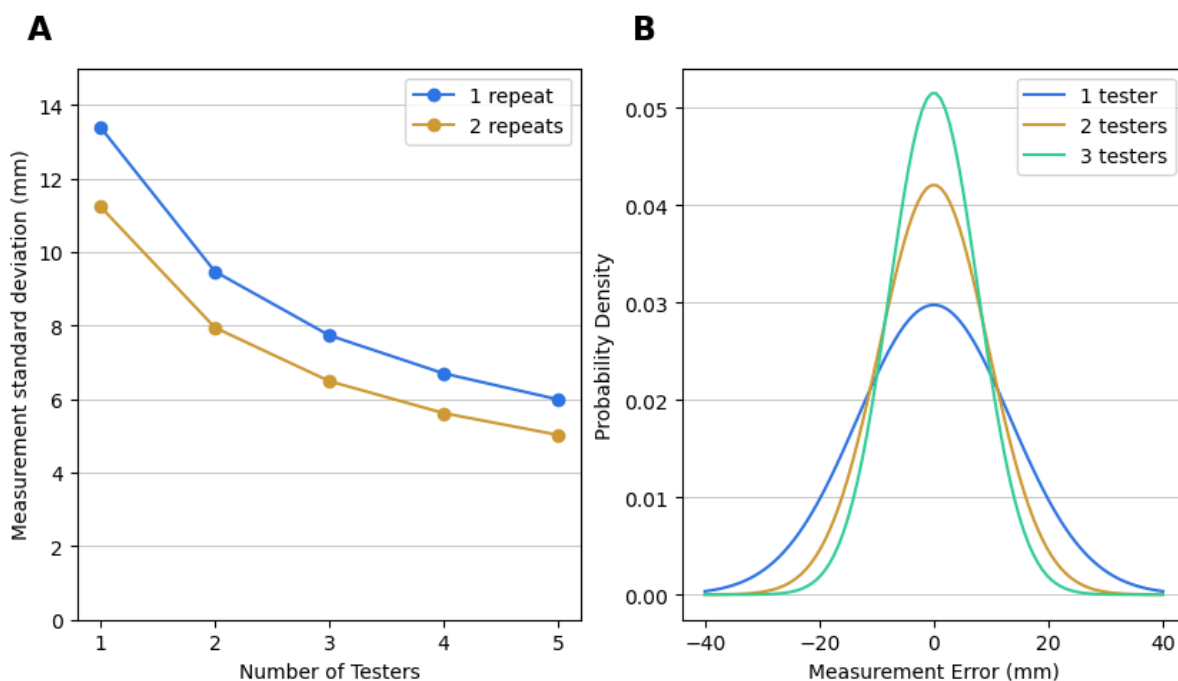 A
Measurement standard deviation (mm)
14
12
10
8
6
4
2
0
1 repeat
2 repeats
1
2
3
4
5
Number of Testers
B
Probability Density
0.05
0.04
0.03
0.02
0.01
0.00
1 tester
2 testers
3 testers
−40
−20
0
20
40
Measurement Error (mm)